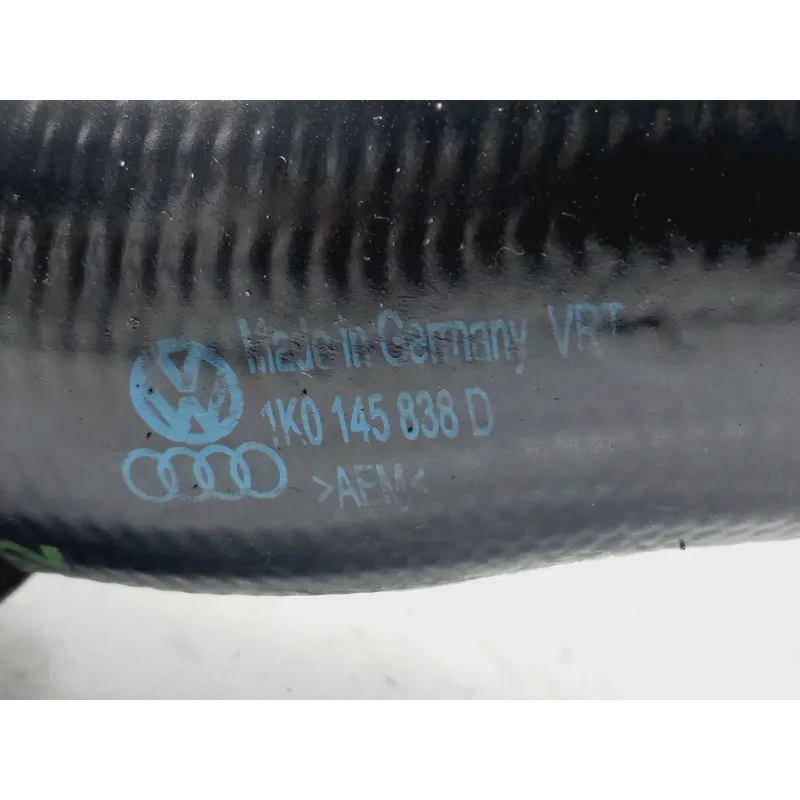 Made in Germany VRT
1K0 145 838 D
>AEM<